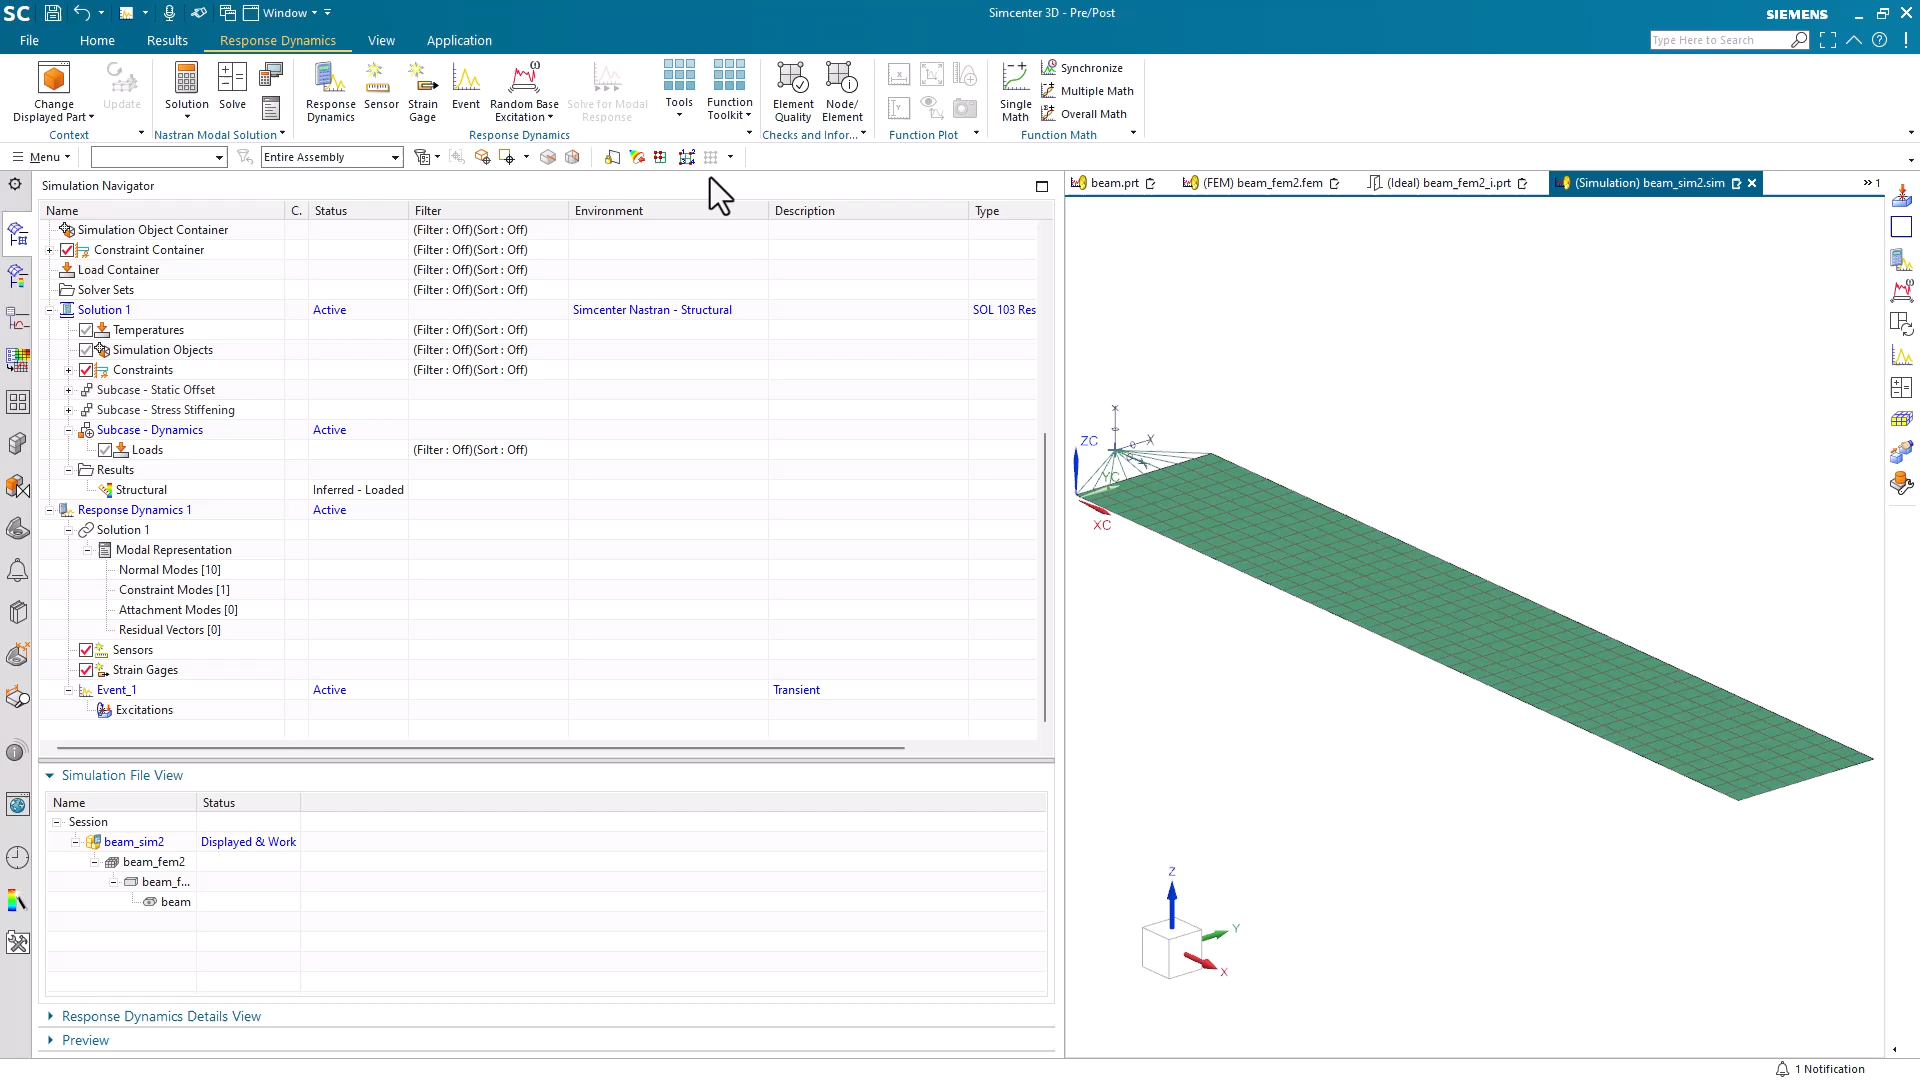 SC Window Simcenter 3D - Pre/Post SIEMENS
File Home Results Response Dynamics View Application Type Here to Search
Change Displayed Part Update Solution Solve Response Dynamics Sensor Strain Gage Event Random Base Excitation Solve for Modal Response Tools Function Toolkit Element Quality Node/ Element Single Math Synchronize
Multiple Math
Overall Math
Context Nastran Modal Solution Response Dynamics Checks and Infor... Function Plot Function Math
Menu Entire Assembly
Simulation Navigator
beam.prt (FEM) beam_fem2.fem (Ideal) beam_fem2_i.prt (Simulation) beam_sim2.sim 1
Name C. Status Filter Environment Description Type
Simulation Object Container (Filter : Off)(Sort : Off)
Constraint Container (Filter : Off)(Sort : Off)
Load Container (Filter : Off)(Sort : Off)
Solver Sets (Filter : Off)(Sort : Off)
Solution 1 Active Simcenter Nastran - Structural SOL 103 Res
Temperatures (Filter : Off)(Sort : Off)
Simulation Objects (Filter : Off)(Sort : Off)
Constraints (Filter : Off)(Sort : Off)
Subcase - Static Offset
Subcase - Stress Stiffening
Subcase - Dynamics Active
Loads (Filter : Off)(Sort : Off)
Results
Structural Inferred - Loaded
Response Dynamics 1 Active
Solution 1
Modal Representation
Normal Modes [10]
Constraint Modes [1]
Attachment Modes [0]
Residual Vectors [0]
Sensors
Strain Gages
Event_1 Active Transient
Excitations
ZC
X
YC
XC
Simulation File View
Name Status
Session
beam_sim2 Displayed & Work
beam_fem2
beam_f...
beam
Z
Y
X
Response Dynamics Details View
Preview
1 Notification